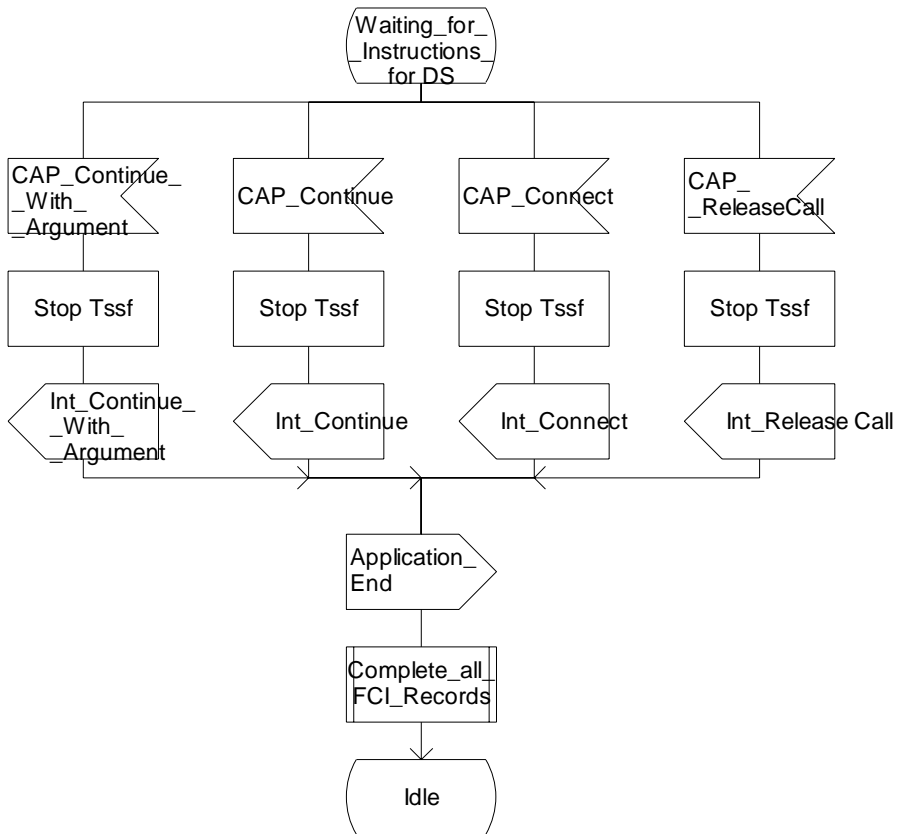 Waiting_for_
_Instructions_
for DS
CAP_Continue_
_With_
_Argument
CAP_Continue
CAP_Connect
CAP_
_ReleaseCall
Stop Tssf
Stop Tssf
Stop Tssf
Stop Tssf
Int_Continue_
_With_
_Argument
Int_Continue
Int_Connect
Int_Release Call
Application_
End
Complete_all_
FCI_Records
Idle